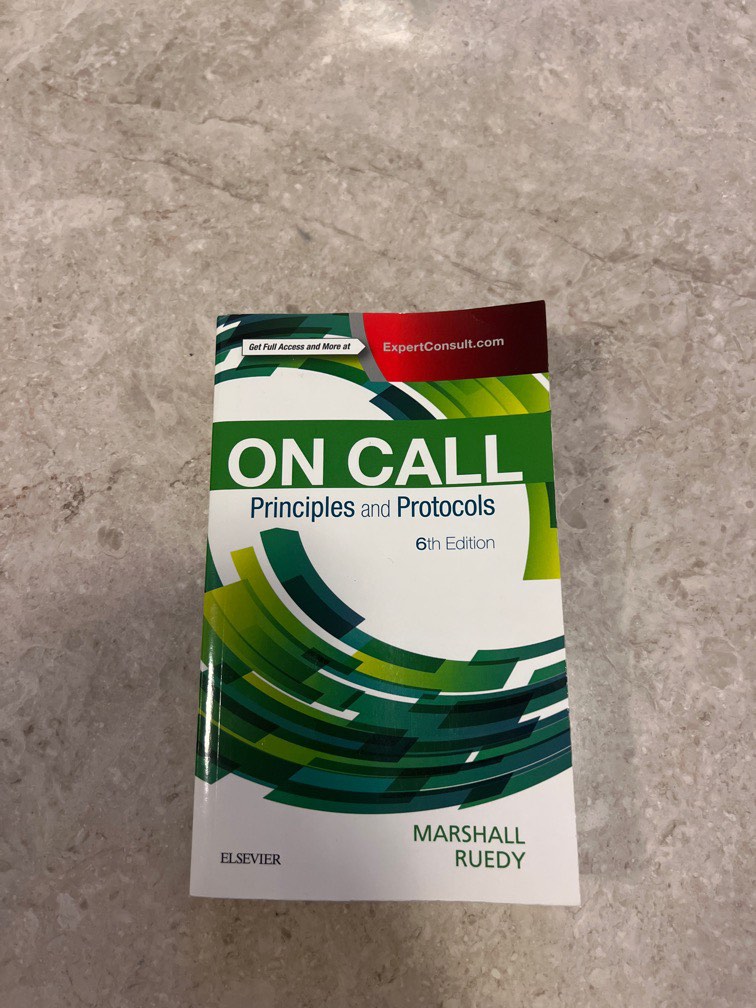 Get Full Access and More at
ExpertConsult.com
ON CALL
Principles and Protocols
6th Edition
MARSHALL
RUEDY
ELSEVIER